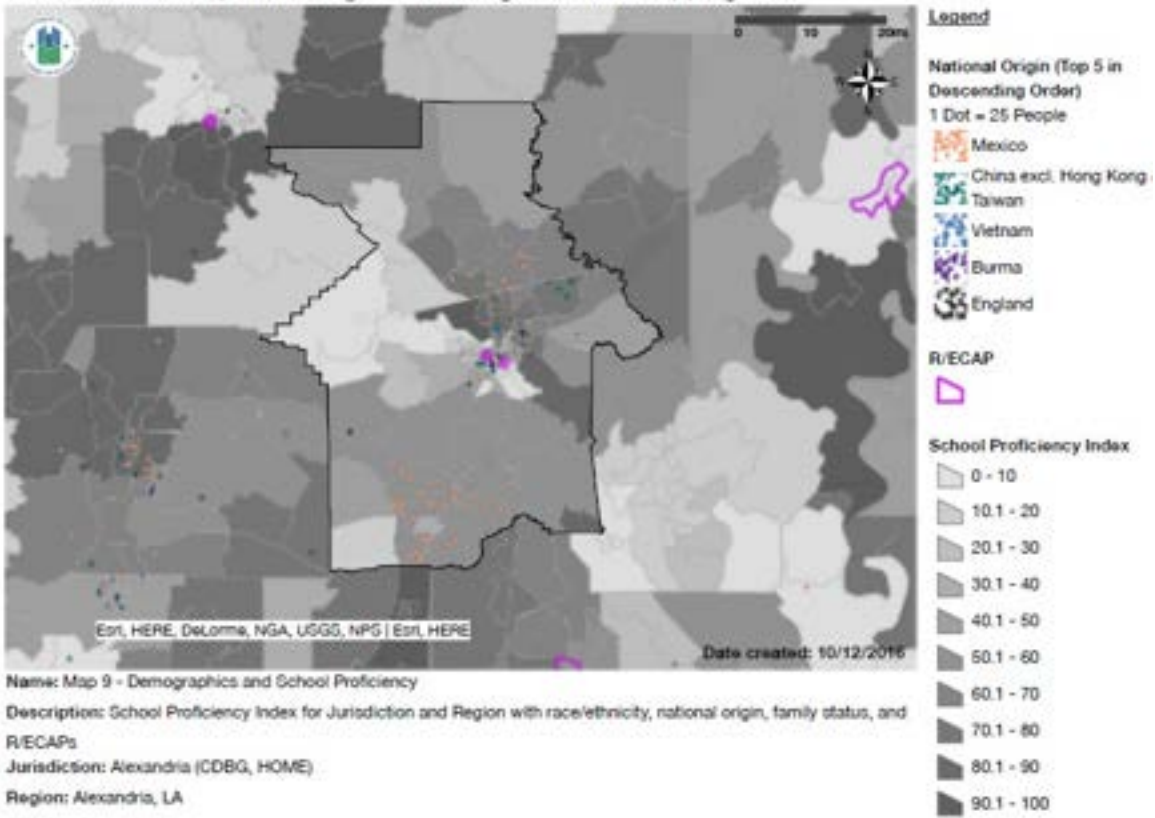 0 10 20mi
N
Legend
National Origin (Top 5 in
Descending Order)
1 Dot = 25 People
Mexico
China excl. Hong Kong
Taiwan
Vietnam
Burma
England
R/ECAP
School Proficiency Index
0 - 10
10.1 - 20
20.1 - 30
30.1 - 40
40.1 - 50
50.1 - 60
60.1 - 70
70.1 - 80
80.1 - 90
90.1 - 100
Esri, HERE, DeLorme, NGA, USGS, NPS | Esri, HERE
Date created: 10/12/2016
Name: Map 9 - Demographics and School Proficiency
Description: School Proficiency Index for Jurisdiction and Region with race/ethnicity, national origin, family status, and
R/ECAPs
Jurisdiction: Alexandria (CDBG, HOME)
Region: Alexandria, LA